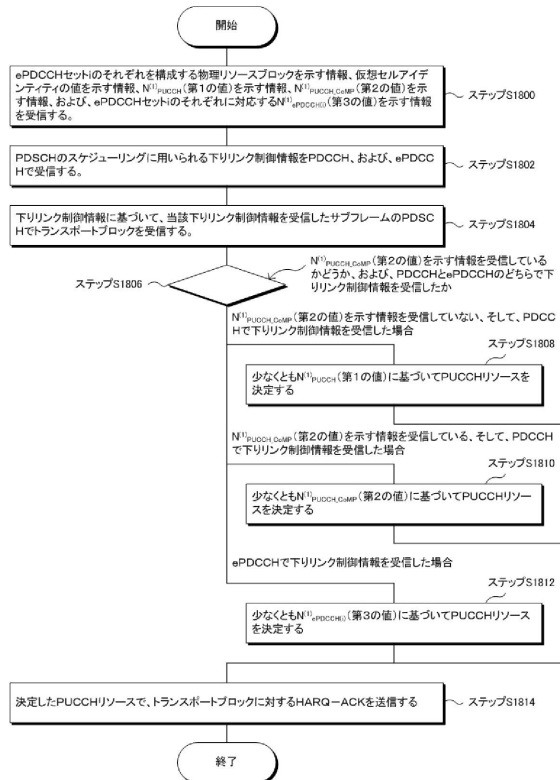 開始
ePDCCHセットiのそれぞれを構成する物理リソースブロックを示す情報、仮想セルアイデ
ンティティの値を示す情報、N(1)PUCCH(第1の値)を示す情報、N(1)PUCCH_CoMP(第2の値)を示
す情報、および、ePDCCHセットiのそれぞれに対応するN(1)ePDCCH(i)(第3の値)を示す情報
を受信する。
ステップS1800
PDSCHのスケジューリングに用いられる下りリンク制御情報をPDCCH、および、ePDCC
Hで受信する。
ステップS1802
下りリンク制御情報に基づいて、当該下りリンク制御情報を受信したサブフレームのPDSC
Hでトランスポートブロックを受信する。
ステップS1804
N(1)PUCCH_CoMP(第2の値)を示す情報を受信している
かどうか、および、PDCCHとePDCCHのどちらで下
りリンク制御情報を受信したか
ステップS1806
N(1)PUCCH_CoMP(第2の値)を示す情報を受信していない、そして、PDCC
Hで下りリンク制御情報を受信した場合
ステップS1808
少なくともN(1)PUCCH(第1の値)に基づいてPUCCHリソースを
決定する
N(1)PUCCH_CoMP(第2の値)を示す情報を受信している、そして、PDCCH
で下りリンク制御情報を受信した場合
ステップS1810
少なくともN(1)PUCCH_CoMP(第2の値)に基づいてPUCCHリソー
スを決定する
ePDCCHで下りリンク制御情報を受信した場合
ステップS1812
少なくともN(1)ePDCCH(i)(第3の値)に基づいてPUCCHリソース
を決定する
決定したPUCCHリソースで、トランスポートブロックに対するHARQ-ACKを送信する
ステップS1814
終了